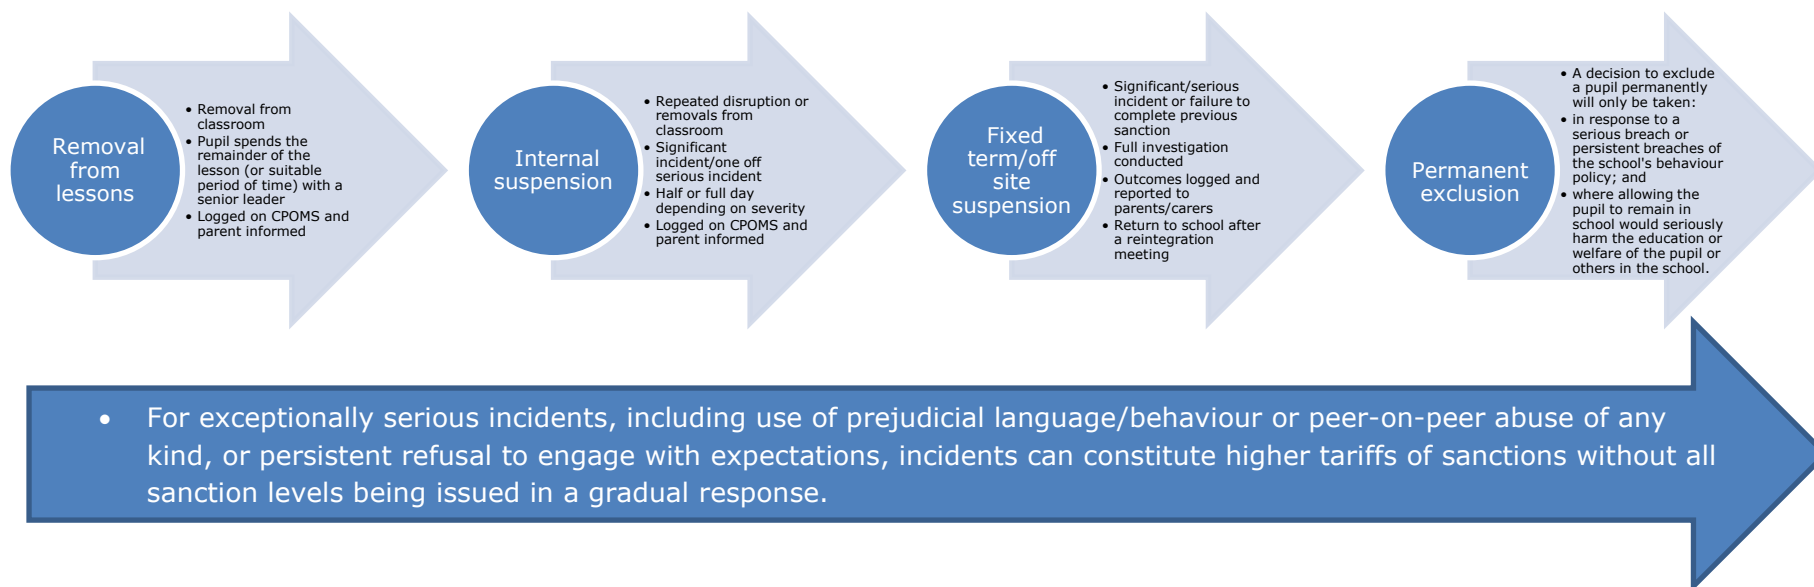 Removal
from
lessons
• Removal from
classroom
• Pupil spends the
remainder of the
lesson (or suitable
period of time) with a
senior leader
• Logged on CPOMS and
parent informed
Internal
suspension
• Repeated disruption or
removals from
classroom
• Significant
incident/one off
serious incident
• Half or full day
depending on severity
• Logged on CPOMS and
parent informed
Fixed
term/off
site
suspension
• Significant/serious
incident or failure to
complete previous
sanction
• Full investigation
conducted
• Outcomes logged and
reported to
parents/carers
• Return to school after
a reintegration
meeting
Permanent
exclusion
• A decision to exclude
a pupil permanently
will only be taken:
• in response to a
serious breach or
persistent breaches of
the school's behaviour
policy; and
• where allowing the
pupil to remain in
school would seriously
harm the education or
welfare of the pupil or
others in the school.
• For exceptionally serious incidents, including use of prejudicial language/behaviour or peer-on-peer abuse of any
kind, or persistent refusal to engage with expectations, incidents can constitute higher tariffs of sanctions without all
sanction levels being issued in a gradual response.